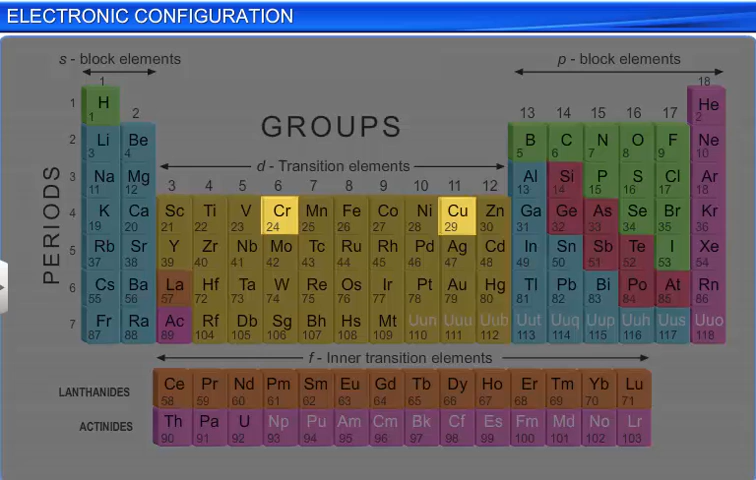 ELECTRONIC CONFIGURATION
s - block elements
p - block elements
1
18
1 H He
1 2
2 13 14 15 16 17
GROUPS
2 Li Be B C N O F Ne
3 4 5 6 7 8 9 10
d - Transition elements
PERIODS
3 Na Mg Al Si P S Cl Ar
11 12 13 14 15 16 17 18
3 4 5 6 7 8 9 10 11 12
4 K Ca Sc Ti V Cr Mn Fe Co Ni Cu Zn Ga Ge As Se Br Kr
19 20 21 22 23 24 25 26 27 28 29 30 31 32 33 34 35 36
5 Rb Sr Y Zr Nb Mo Tc Ru Rh Pd Ag Cd In Sn Sb Te I Xe
37 38 39 40 41 42 43 44 45 46 47 48 49 50 51 52 53 54
6 Cs Ba La Hf Ta W Re Os Ir Pt Au Hg Tl Pb Bi Po At Rn
55 56 57 72 73 74 75 76 77 78 79 80 81 82 83 84 85 86
7 Fr Ra Ac Rf Db Sg Bh Hs Mt Uun Uuu Uub Uut Uuq Uup Uuh Uus Uuo
87 88 89 104 105 106 107 108 109 110 111 112 113 114 115 116 117 118
f - Inner transition elements
LANTHANIDES Ce Pr Nd Pm Sm Eu Gd Tb Dy Ho Er Tm Yb Lu
58 59 60 61 62 63 64 65 66 67 68 69 70 71
ACTINIDES Th Pa U Np Pu Am Cm Bk Cf Es Fm Md No Lr
90 91 92 93 94 95 96 97 98 99 100 101 102 103